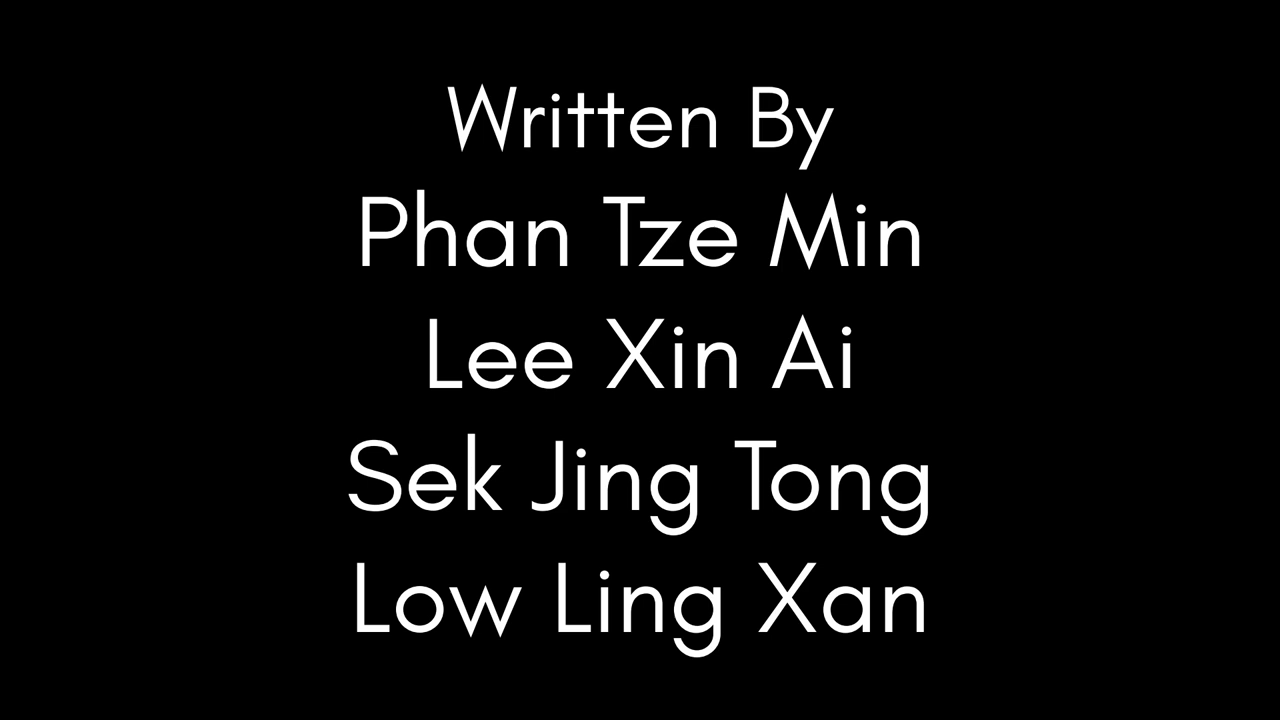 Written By
Phan Tze Min
Lee Xin Ai
Sek Jing Tong
Low Ling Xan